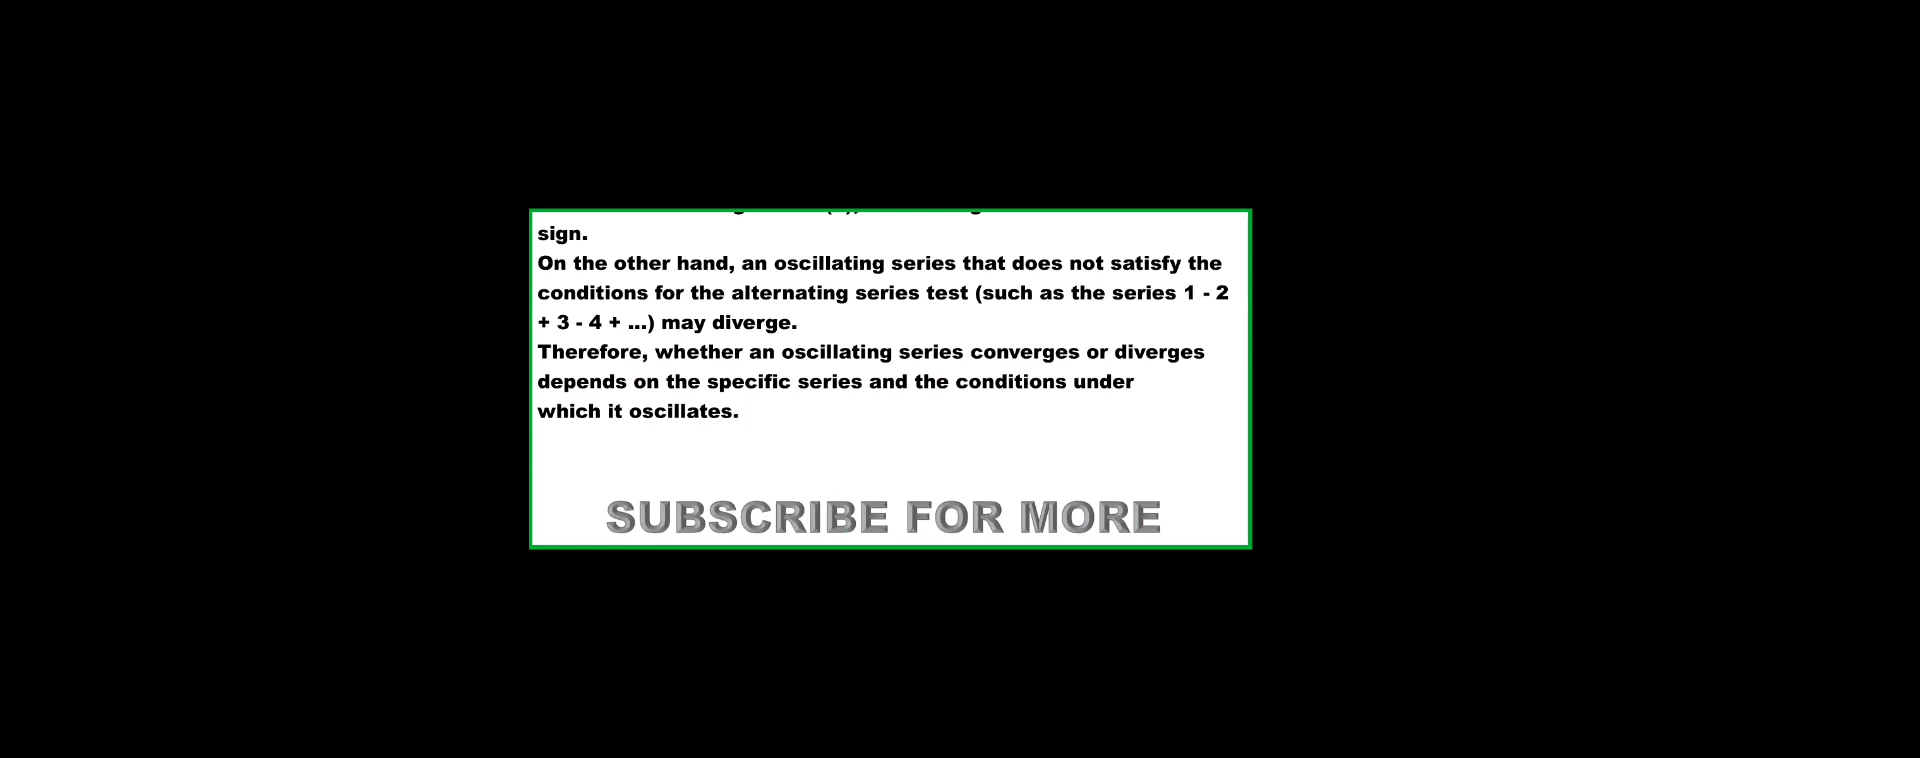 sign.
On the other hand, an oscillating series that does not satisfy the
conditions for the alternating series test (such as the series 1 - 2
+ 3 - 4 + ...) may diverge.
Therefore, whether an oscillating series converges or diverges
depends on the specific series and the conditions under
which it oscillates.
SUBSCRIBE FOR MORE